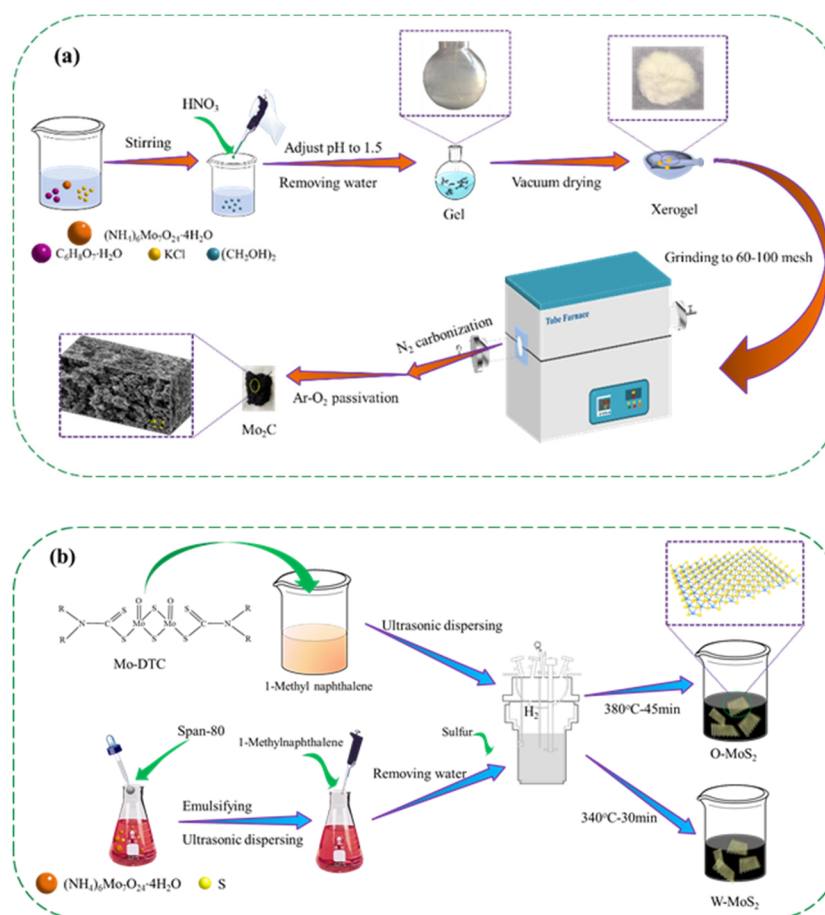 (a)
HNO₃
Stirring
Adjust pH to 1.5
Removing water
Gel
Vacuum drying
Xerogel
(NH₄)₆Mo₇O₂₄·4H₂O
C₆H₈O₇·H₂O
KCl
(CH₂OH)₂
Grinding to 60-100 mesh
Tube Furnace
N₂ carbonization
Ar-O₂ passivation
Mo₂C
(b)
R
R
N
C
S
S
O
Mo
S
S
O
Mo
S
S
C
N
R
R
Mo-DTC
1-Methyl naphthalene
Ultrasonic dispersing
H₂
380°C-45min
O-MoS₂
Span-80
1-Methylnaphthalene
Sulfur
Removing water
Emulsifying
Ultrasonic dispersing
340°C-30min
W-MoS₂
(NH₄)₆Mo₇O₂₄·4H₂O
S